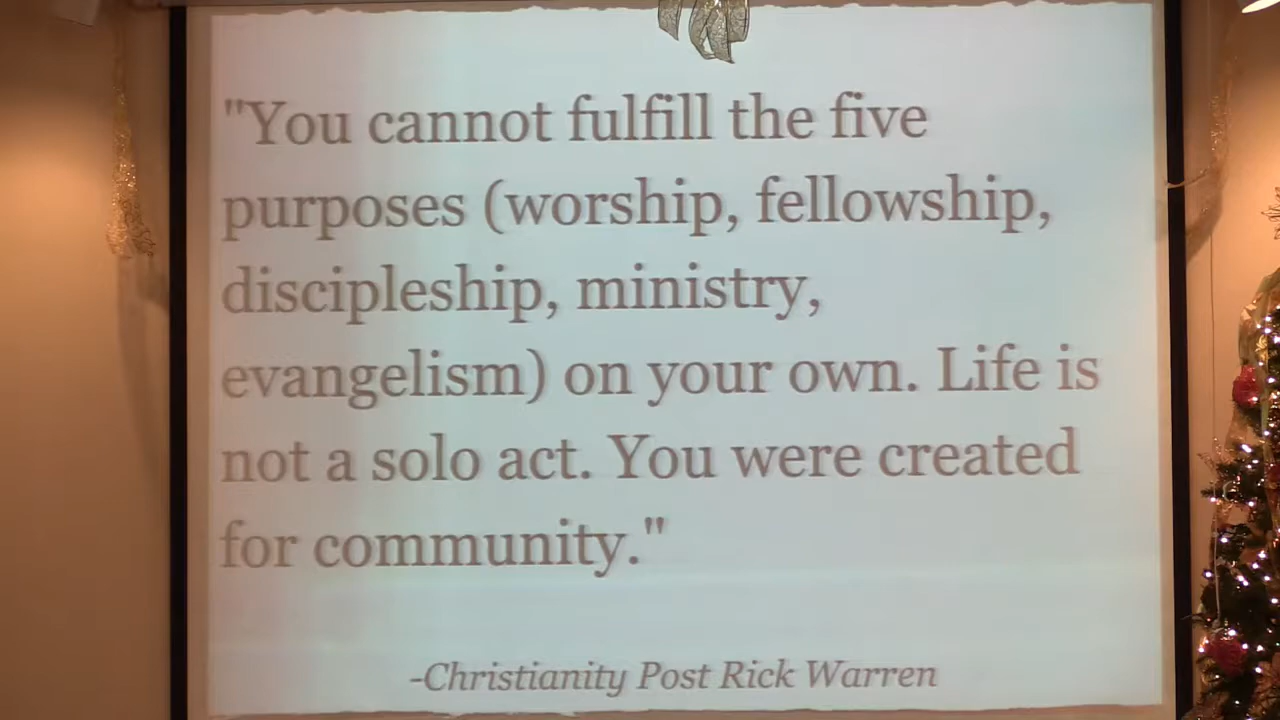 "You cannot fulfill the five
purposes (worship, fellowship,
discipleship, ministry,
evangelism) on your own. Life is
not a solo act. You were created
for community."
-Christianity Post Rick Warren